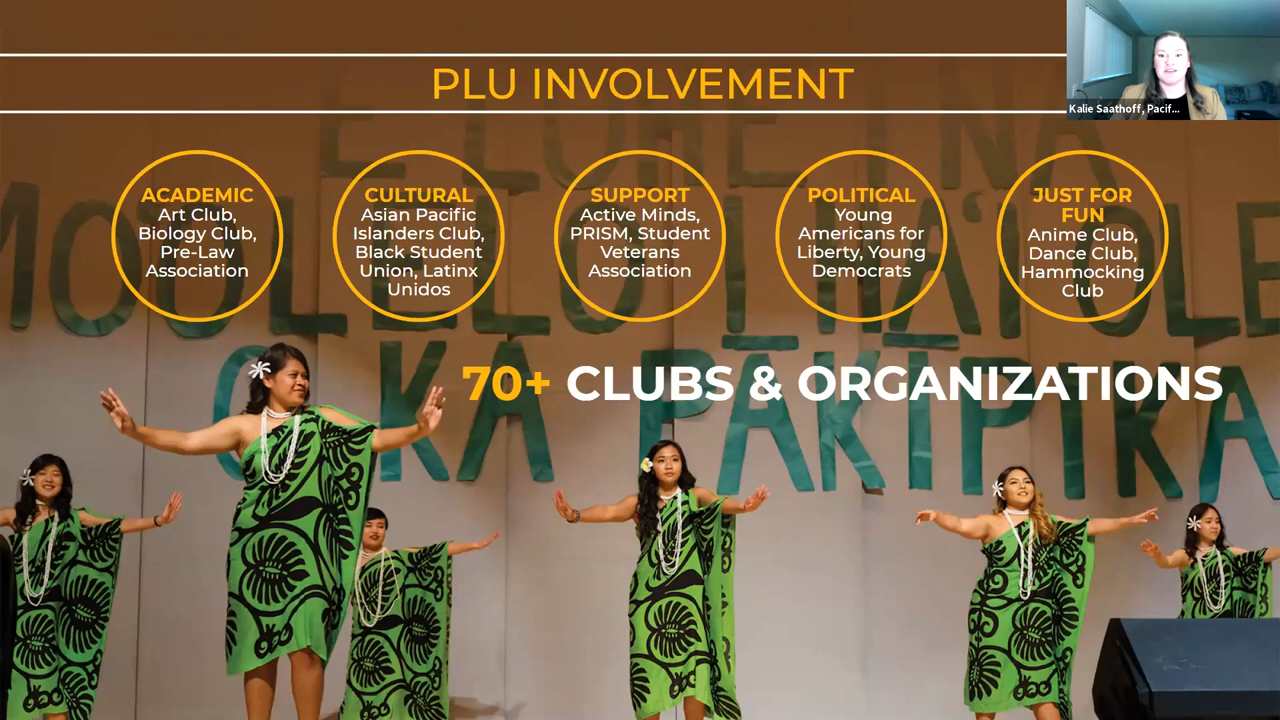 PLU INVOLVEMENT
Kalie Saathoff, Pacif...
ACADEMIC
Art Club,
Biology Club,
Pre-Law
Association
CULTURAL
Asian Pacific
Islanders Club,
Black Student
Union, Latinx
Unidos
SUPPORT
Active Minds,
PRISM, Student
Veterans
Association
POLITICAL
Young
Americans for
Liberty, Young
Democrats
JUST FOR
FUN
Anime Club,
Dance Club,
Hammocking
Club
70+ CLUBS & ORGANIZATIONS
O KA PĀKĪPIKA